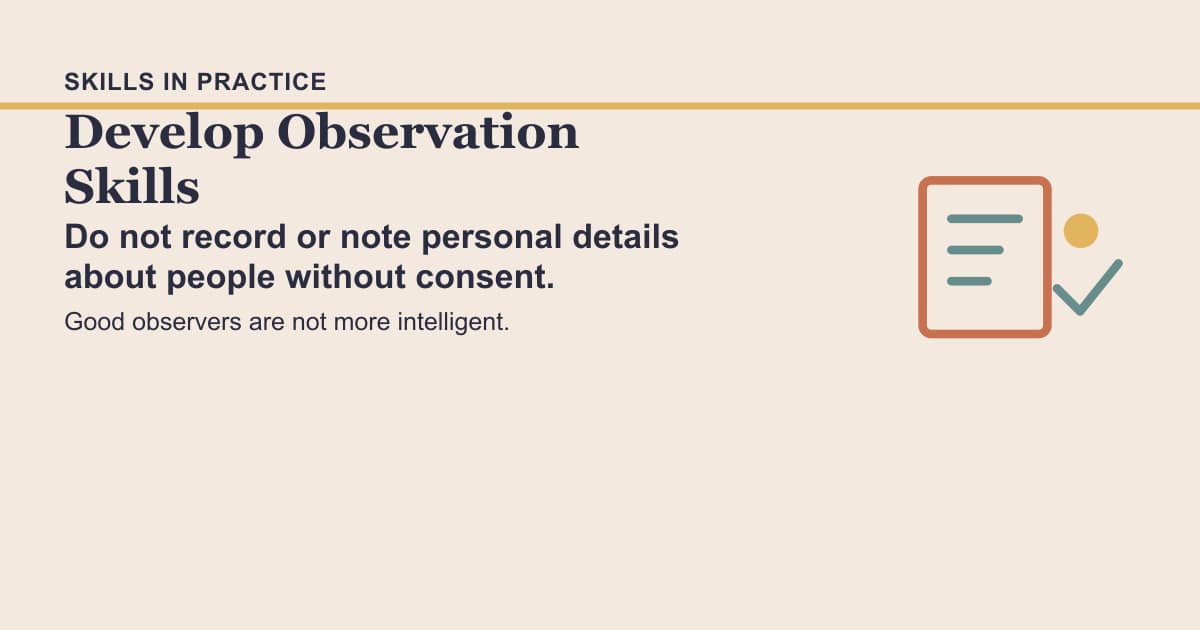 SKILLS IN PRACTICE
Develop Observation
Skills
Do not record or note personal details
about people without consent.
Good observers are not more intelligent.